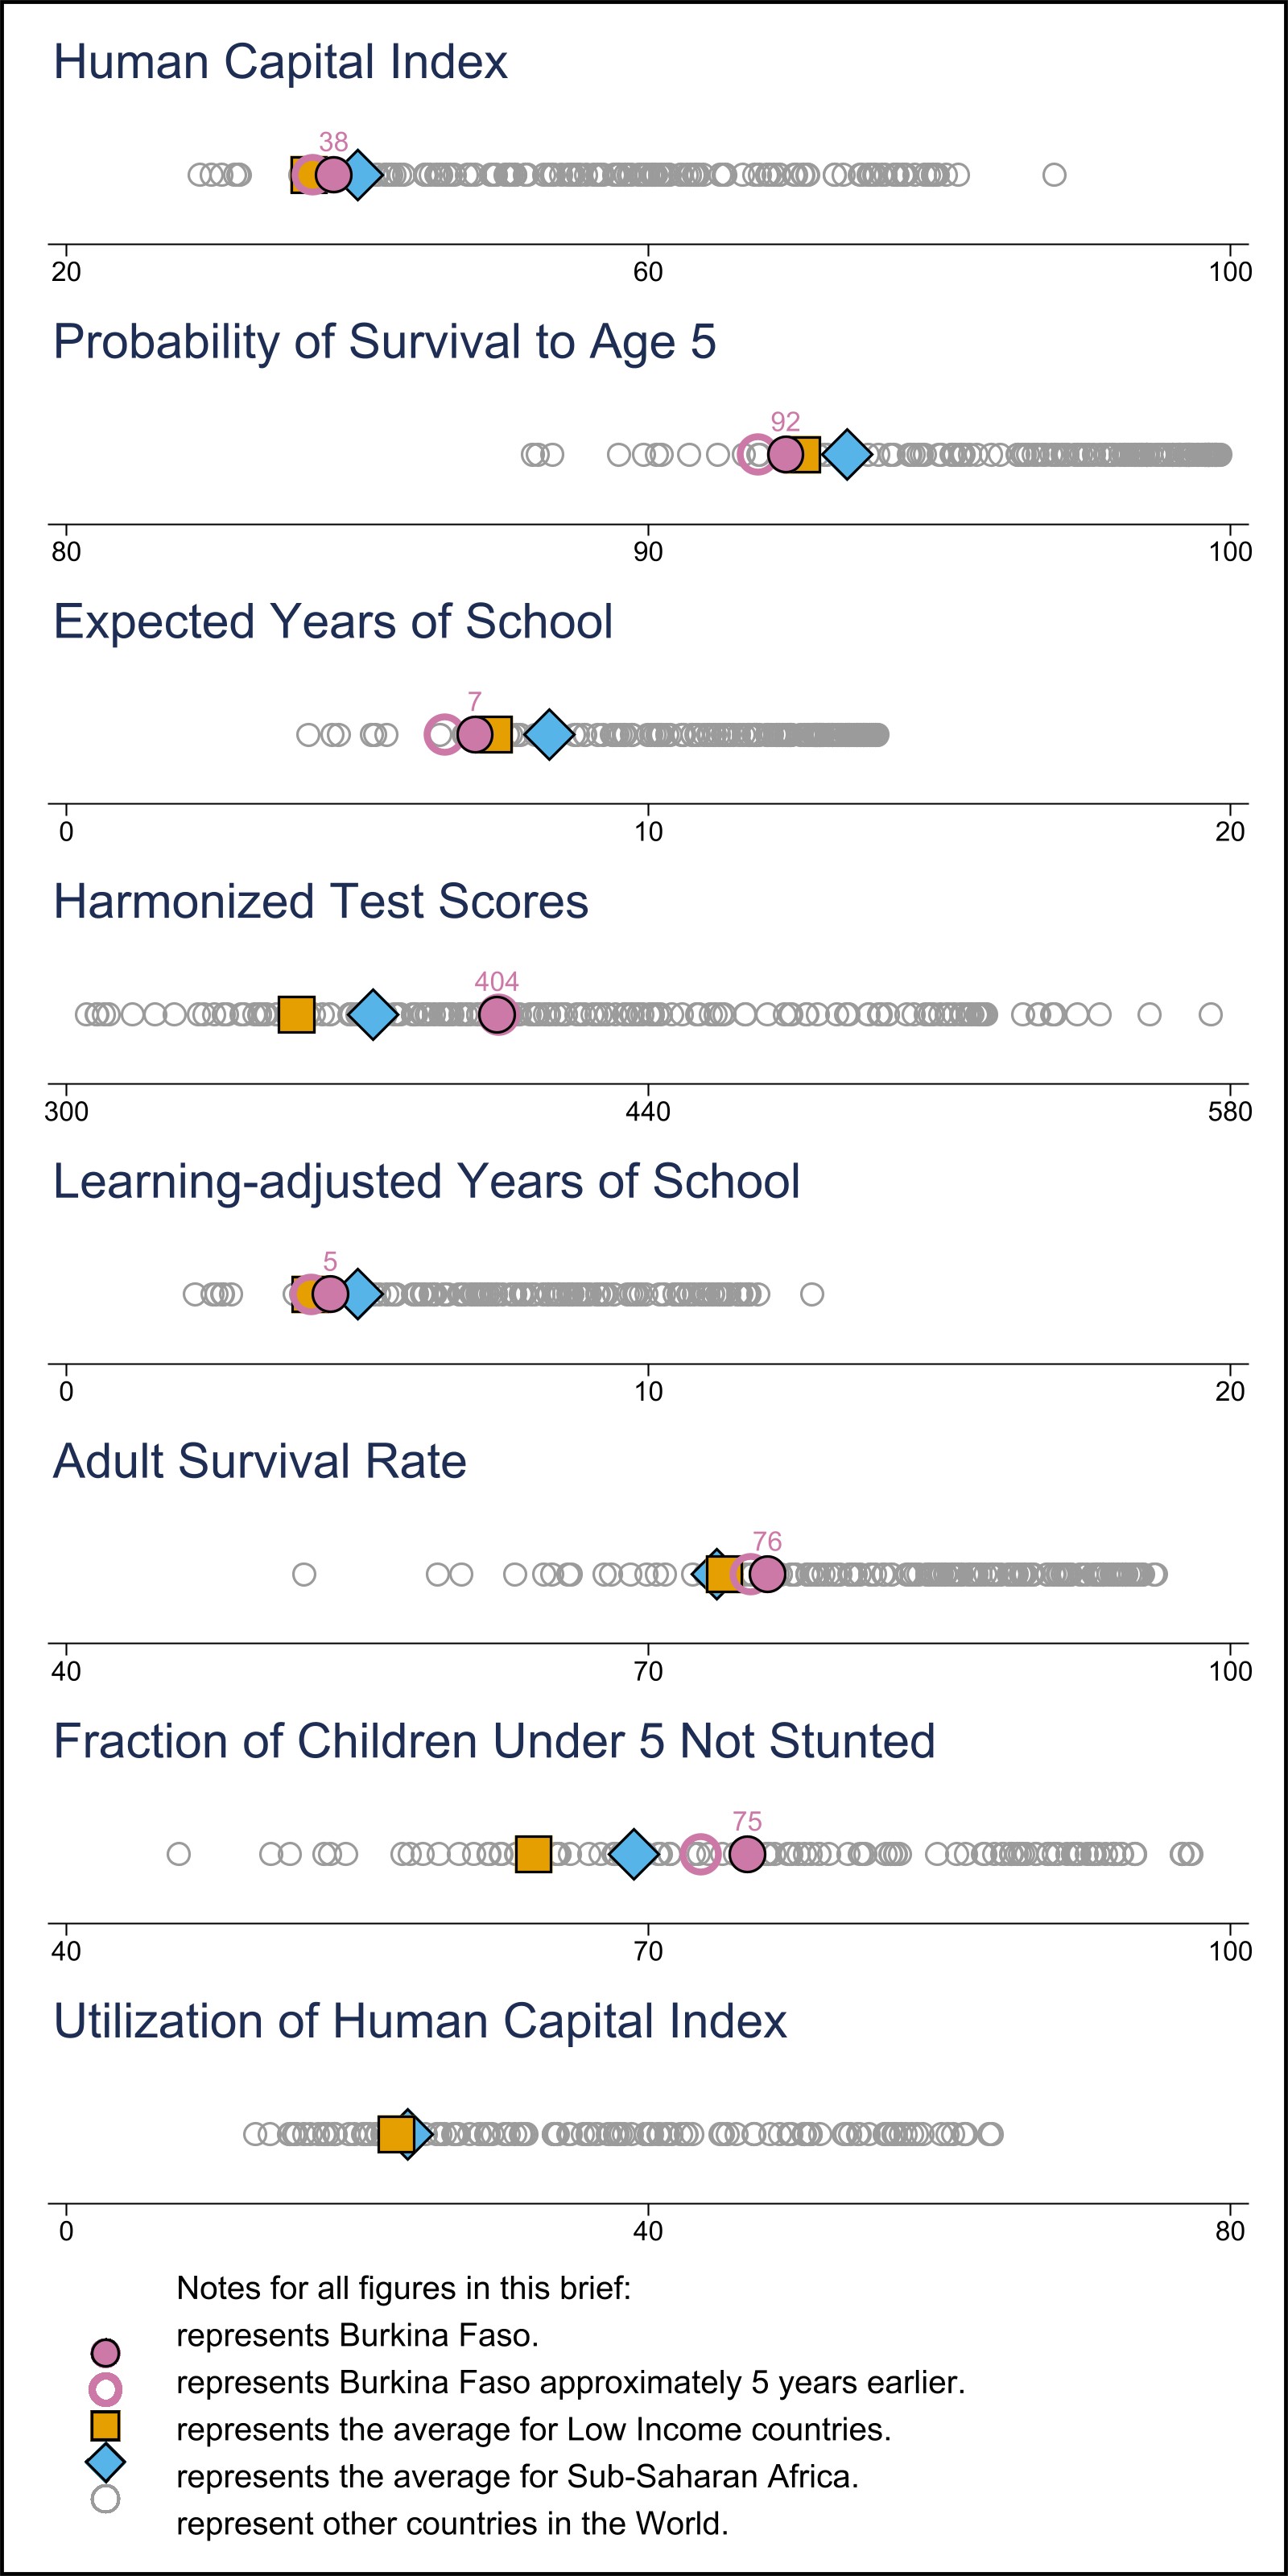 Human Capital Index
38
20 60 100
Probability of Survival to Age 5
92
80 90 100
Expected Years of School
7
0 10 20
Harmonized Test Scores
404
300 440 580
Learning-adjusted Years of School
5
0 10 20
Adult Survival Rate
76
40 70 100
Fraction of Children Under 5 Not Stunted
75
40 70 100
Utilization of Human Capital Index
0 40 80
Notes for all figures in this brief:
represents Burkina Faso.
represents Burkina Faso approximately 5 years earlier.
represents the average for Low Income countries.
represents the average for Sub-Saharan Africa.
represent other countries in the World.